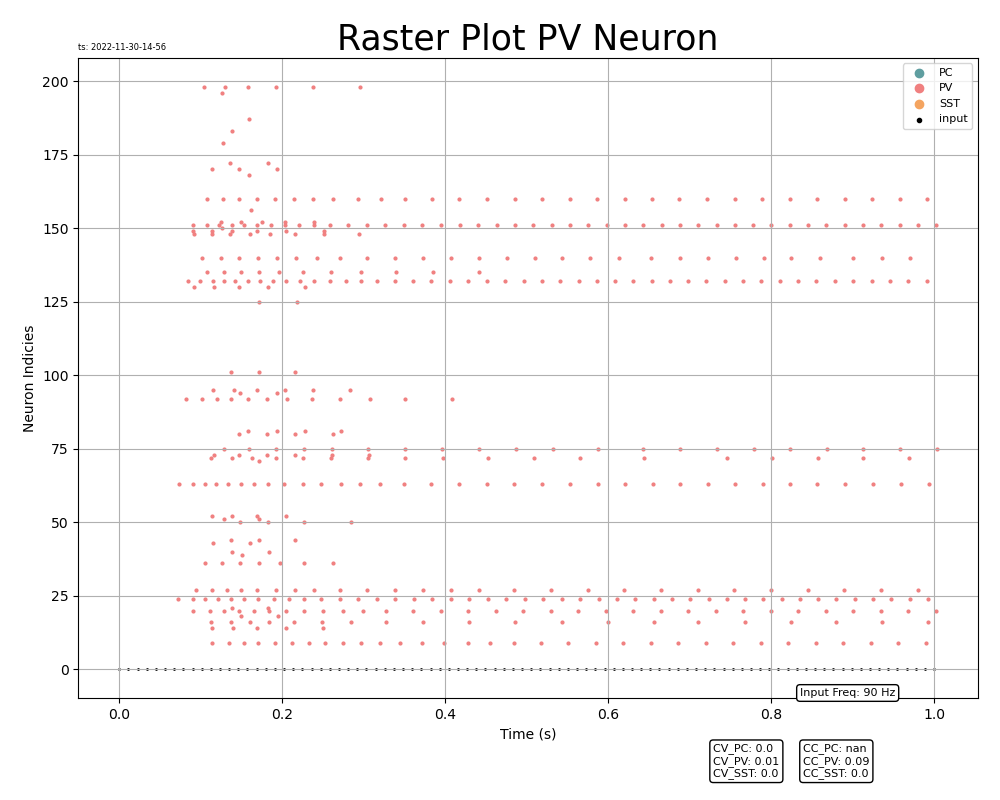 Raster Plot PV Neuron
ts: 2022-11-30-14-56
PC
PV
SST
input
200
175
150
125
100
75
50
25
0
Neuron Indicies
0.0 0.2 0.4 0.6 0.8 1.0
Time (s)
Input Freq: 90 Hz
CV_PC: 0.0
CV_PV: 0.01
CV_SST: 0.0
CC_PC: nan
CC_PV: 0.09
CC_SST: 0.0